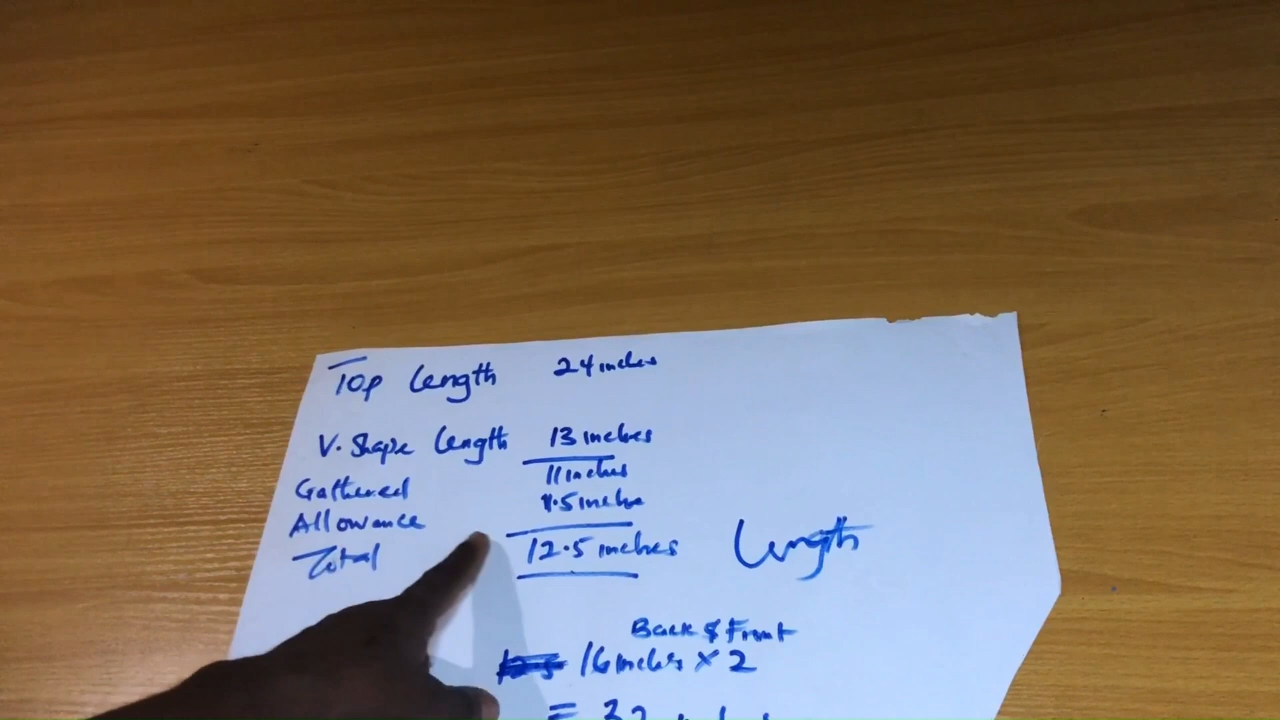 Top Length 24 inches
V. Shape Length 13 inches
Gathered 11 inches
Allowance 1.5 inches
Total 12.5 inches Length
Back & Front
16 inches x 2
= 32